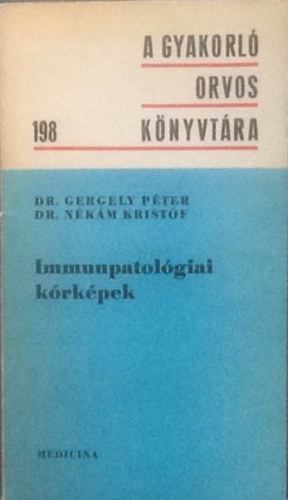 A GYAKORLÓ
ORVOS
198 KÖNYVTÁRA
DR. GERGELY PÉTER
DR. NÉKÁM KRISTÓF
Immunpatológiai
kórképek
MEDICINA